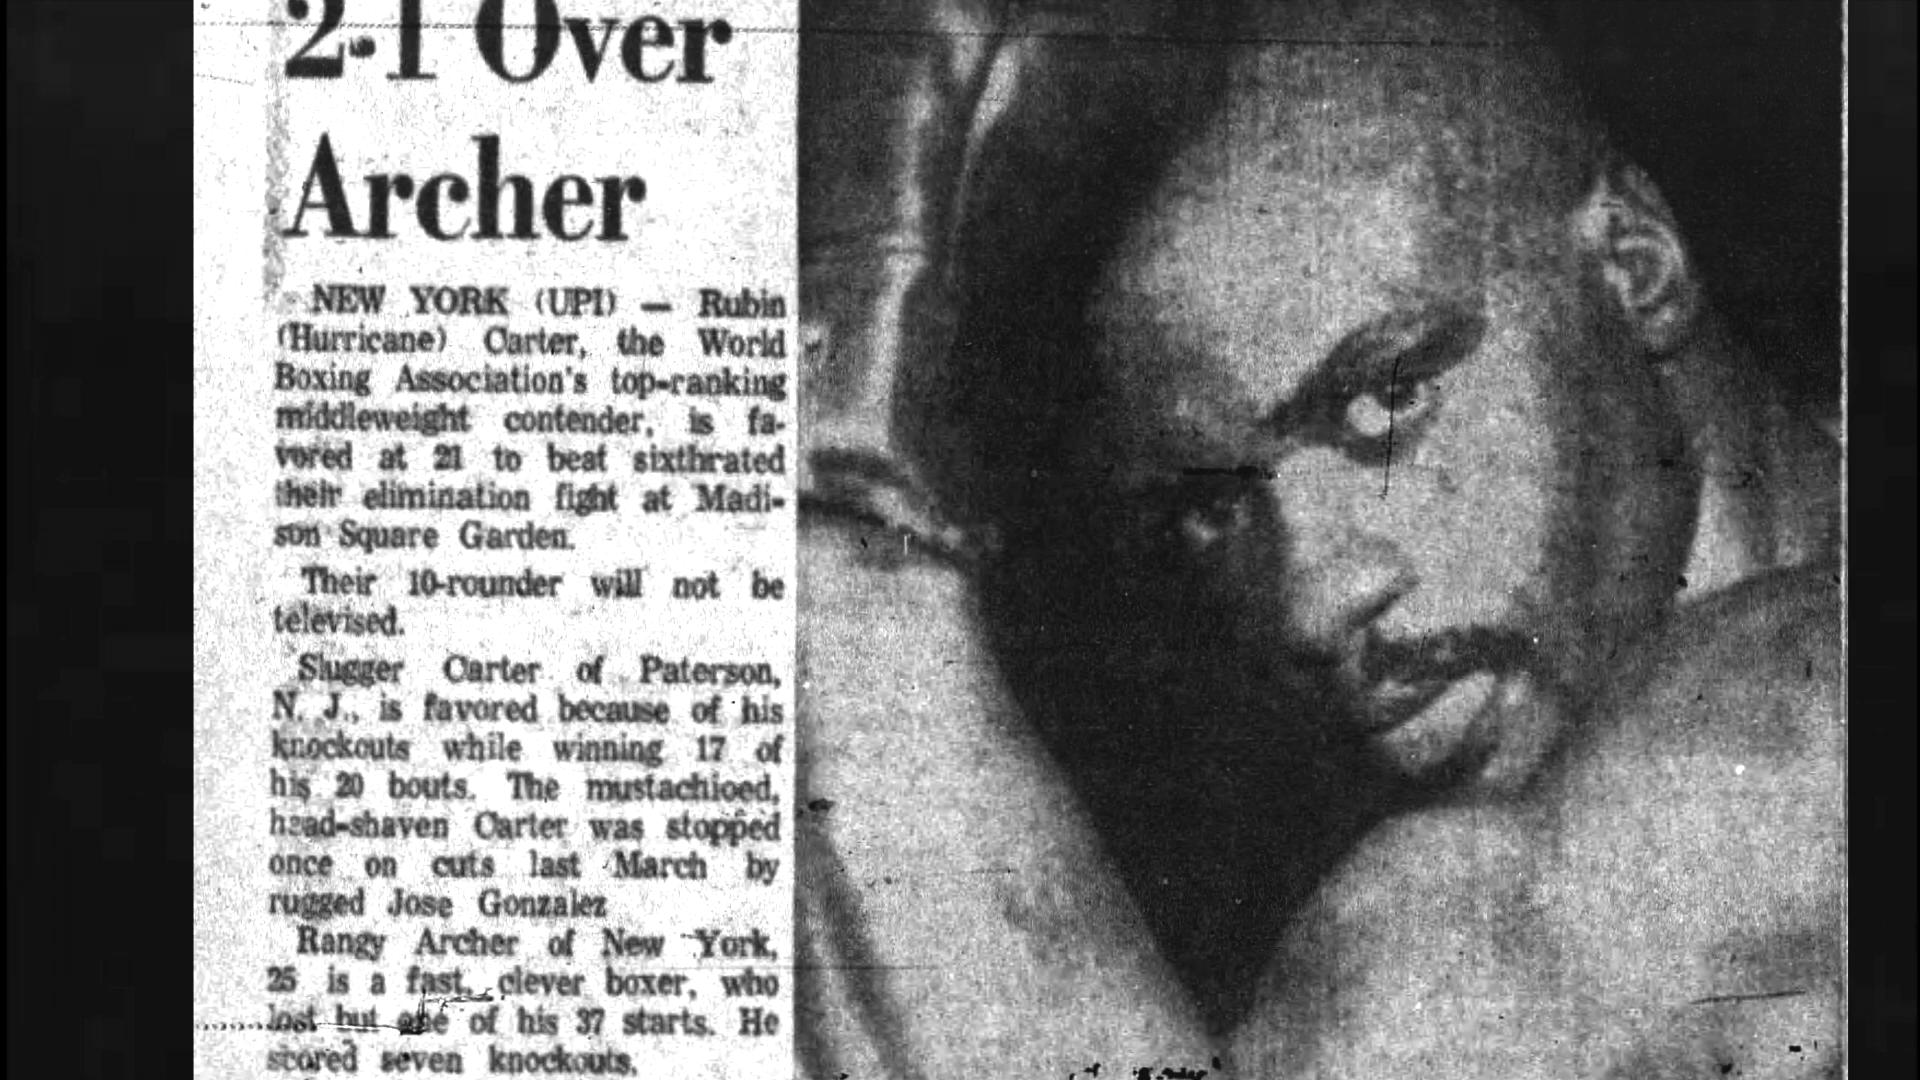 2-1 Over
Archer
NEW YORK (UPI) — Rubin
(Hurricane) Carter, the World
Boxing Association's top-ranking
middleweight contender, is fa-
vored at 21 to beat sixthrated
their elimination fight at Madi-
son Square Garden.
Their 10-rounder will not be
televised.
Slugger Carter of Paterson,
N. J., is favored because of his
knockouts while winning 17 of
his 20 bouts. The mustachioed,
head-shaven Carter was stopped
once on cuts last March by
rugged Jose Gonzalez
Rangy Archer of New York,
25 is a fast, clever boxer, who
lost but one of his 37 starts. He
scored seven knockouts.